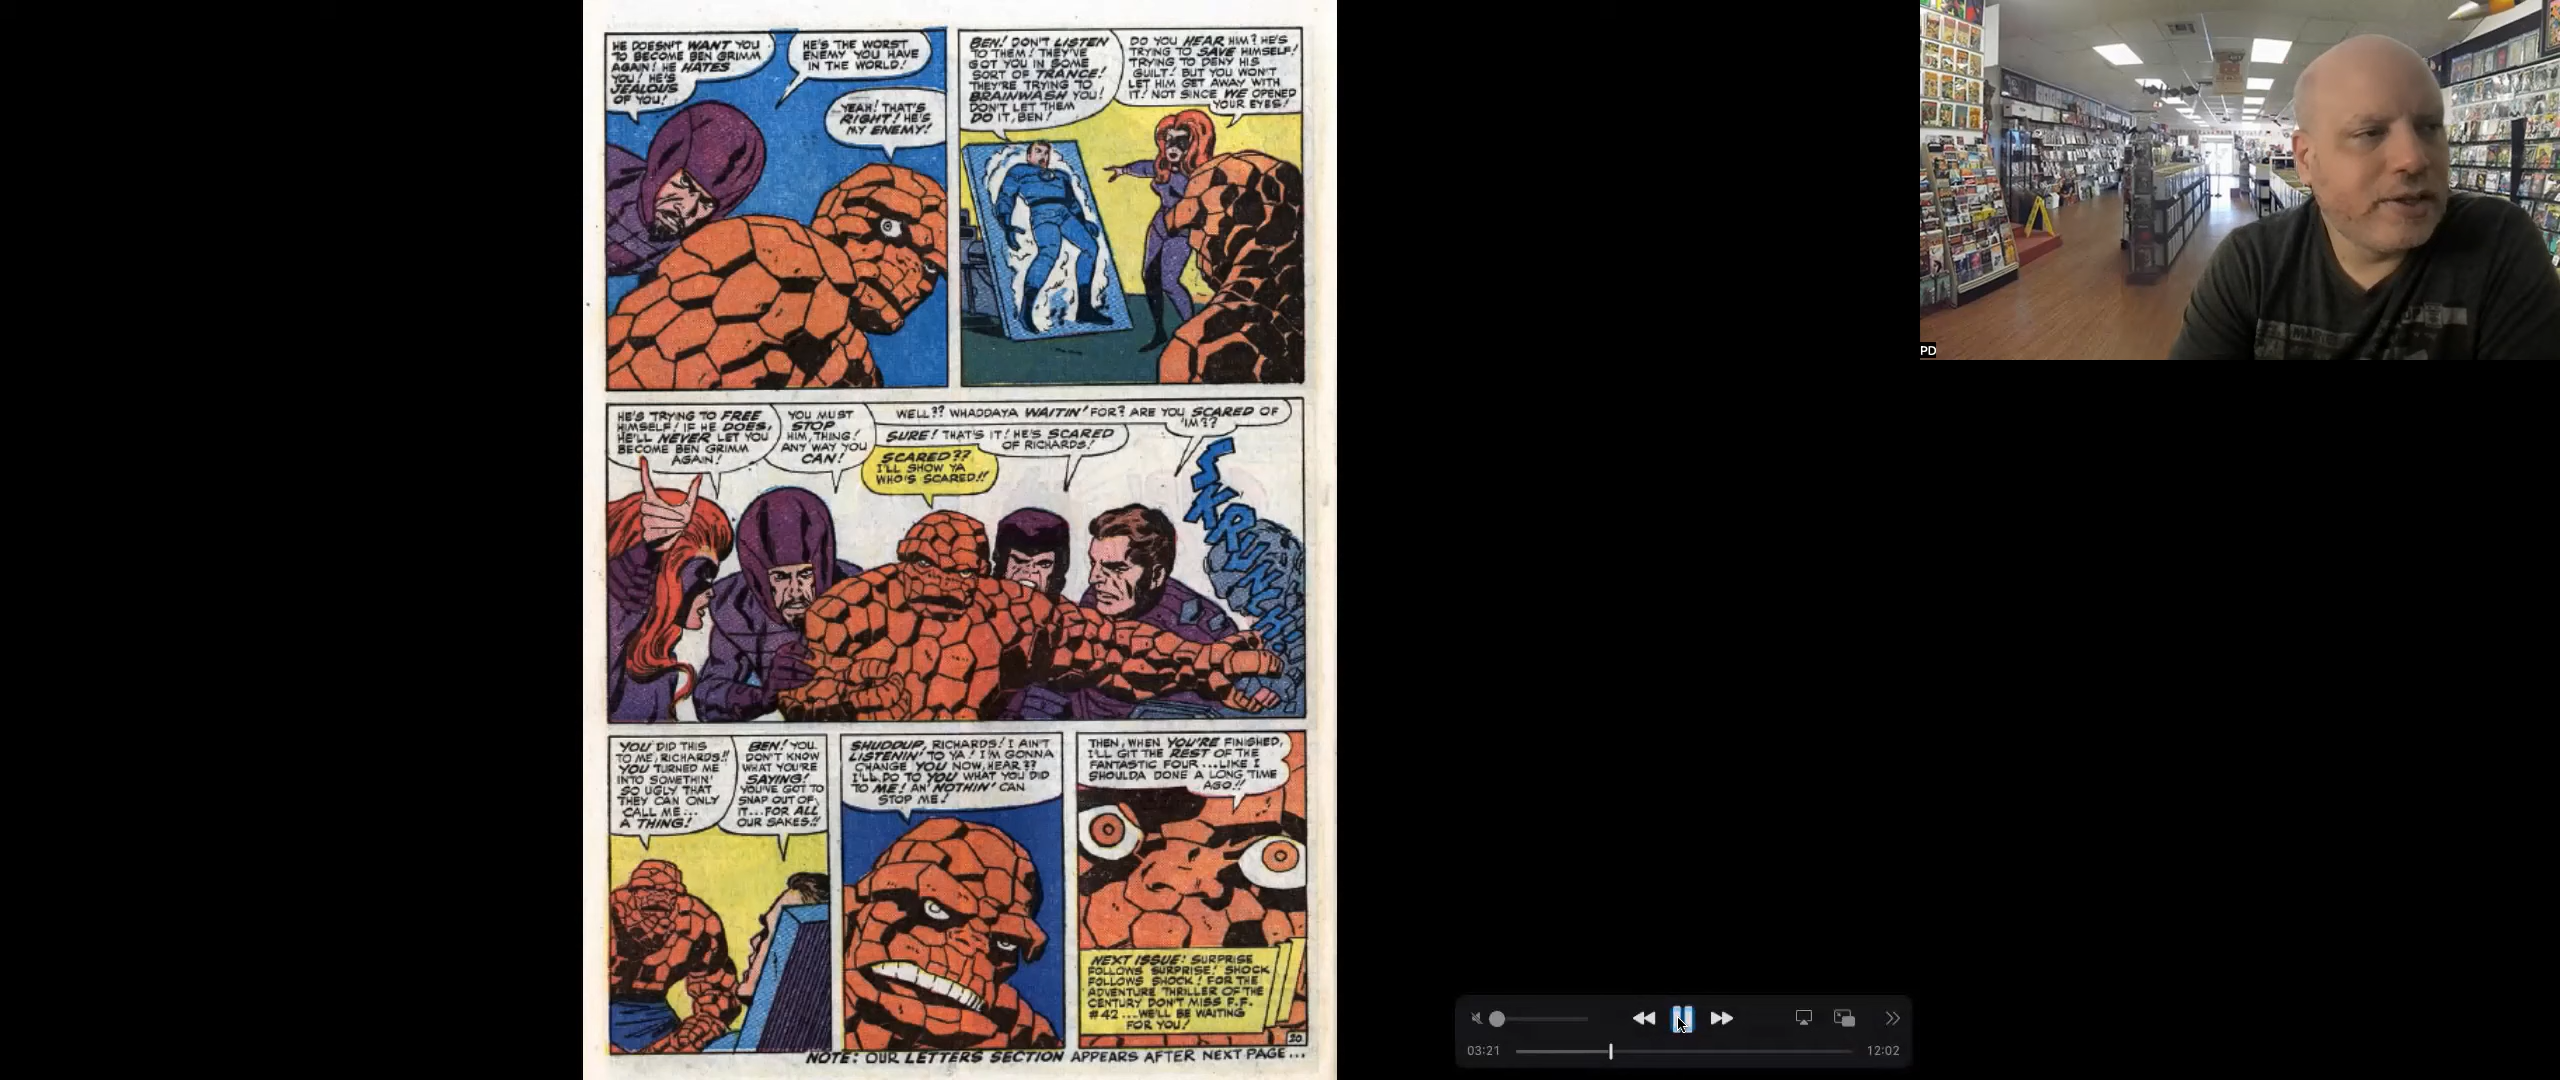 HE DOESN'T WANT YOU
TO BECOME BEN GRIMM
AGAIN! HE HATES
YOU! HE'S
JEALOUS
OF YOU!
HE'S THE WORST
ENEMY YOU HAVE
IN THE WORLD!
YEAH! THAT'S
RIGHT! HE'S
MY ENEMY!
BEN! DON'T LISTEN
TO THEM! THEY'VE
GOT YOU IN SOME
SORT OF TRANCE!
THEY'RE TRYING TO
BRAINWASH YOU!
DON'T LET THEM
DO IT, BEN!
DO YOU HEAR HIM? HE'S
TRYING TO SAVE HIMSELF!
TRYING TO DENY HIS
GUILT! BUT YOU WON'T
LET HIM GET AWAY WITH
IT! NOT SINCE WE OPENED
YOUR EYES!
HE'S TRYING TO FREE
HIMSELF! IF HE DOES,
HE'LL NEVER LET YOU
BECOME BEN GRIMM
AGAIN!
YOU MUST
STOP
HIM, THING!
ANY WAY YOU
CAN!
SCARED??
I'LL SHOW YA
WHO'S SCARED!!
SURE! THAT'S IT! HE'S SCARED
OF RICHARDS!
WELL?? WHADDAYA WAITIN' FOR? ARE YOU SCARED OF
'IM??
SKRUNCH!
YOU DID THIS
TO ME, RICHARDS!!
YOU TURNED ME
INTO SOMETHIN'
SO UGLY THAT
THEY CAN ONLY
CALL ME...
A THING!
BEN! YOU
DON'T KNOW
WHAT YOU'RE
SAYING!
YOU'VE GOT TO
SNAP OUT OF
IT...FOR ALL
OUR SAKES!!
SHUDDUP, RICHARDS! I AIN'T
LISTENIN' TO YA! I'M GONNA
CHANGE YOU NOW, HEAR??
I'LL DO TO YOU WHAT YOU DID
TO ME! AN' NOTHIN' CAN
STOP ME!
THEN, WHEN YOU'RE FINISHED,
I'LL GIT THE REST OF THE
FANTASTIC FOUR...LIKE I
SHOULDA DONE A LONG TIME
AGO!!
NEXT ISSUE: SURPRISE
FOLLOWS SURPRISE! SHOCK
FOLLOWS SHOCK! FOR THE
ADVENTURE THRILLER OF THE
CENTURY DON'T MISS F.F.
#42...WE'LL BE WAITING
FOR YOU!
20
NOTE: OUR LETTERS SECTION APPEARS AFTER NEXT PAGE...
PD
03:21
12:02